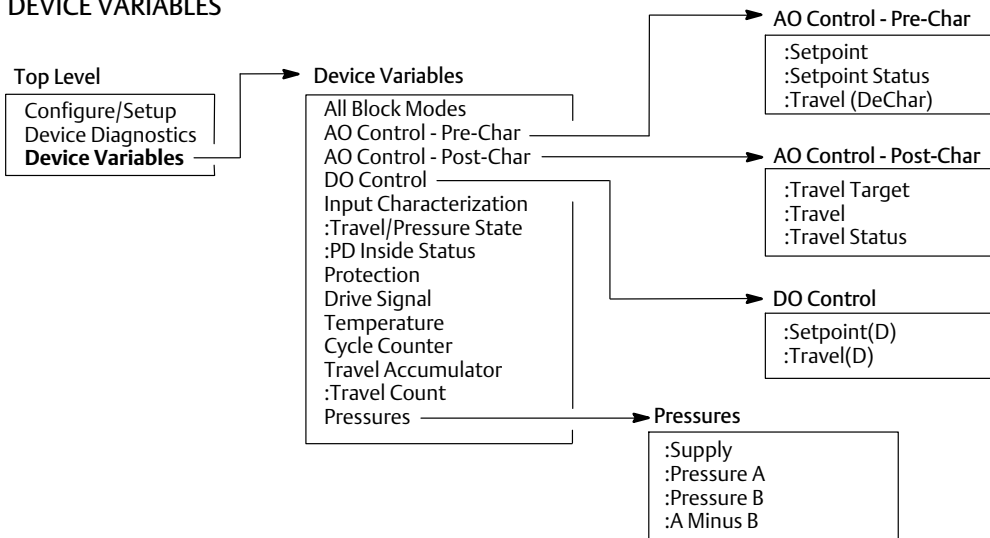 DEVICE VARIABLES
Top Level
Configure/Setup
Device Diagnostics
Device Variables
Device Variables
All Block Modes
AO Control - Pre-Char
AO Control - Post-Char
DO Control
Input Characterization
:Travel/Pressure State
:PD Inside Status
Protection
Drive Signal
Temperature
Cycle Counter
Travel Accumulator
:Travel Count
Pressures
AO Control - Pre-Char
:Setpoint
:Setpoint Status
:Travel (DeChar)
AO Control - Post-Char
:Travel Target
:Travel
:Travel Status
DO Control
:Setpoint(D)
:Travel(D)
Pressures
:Supply
:Pressure A
:Pressure B
:A Minus B